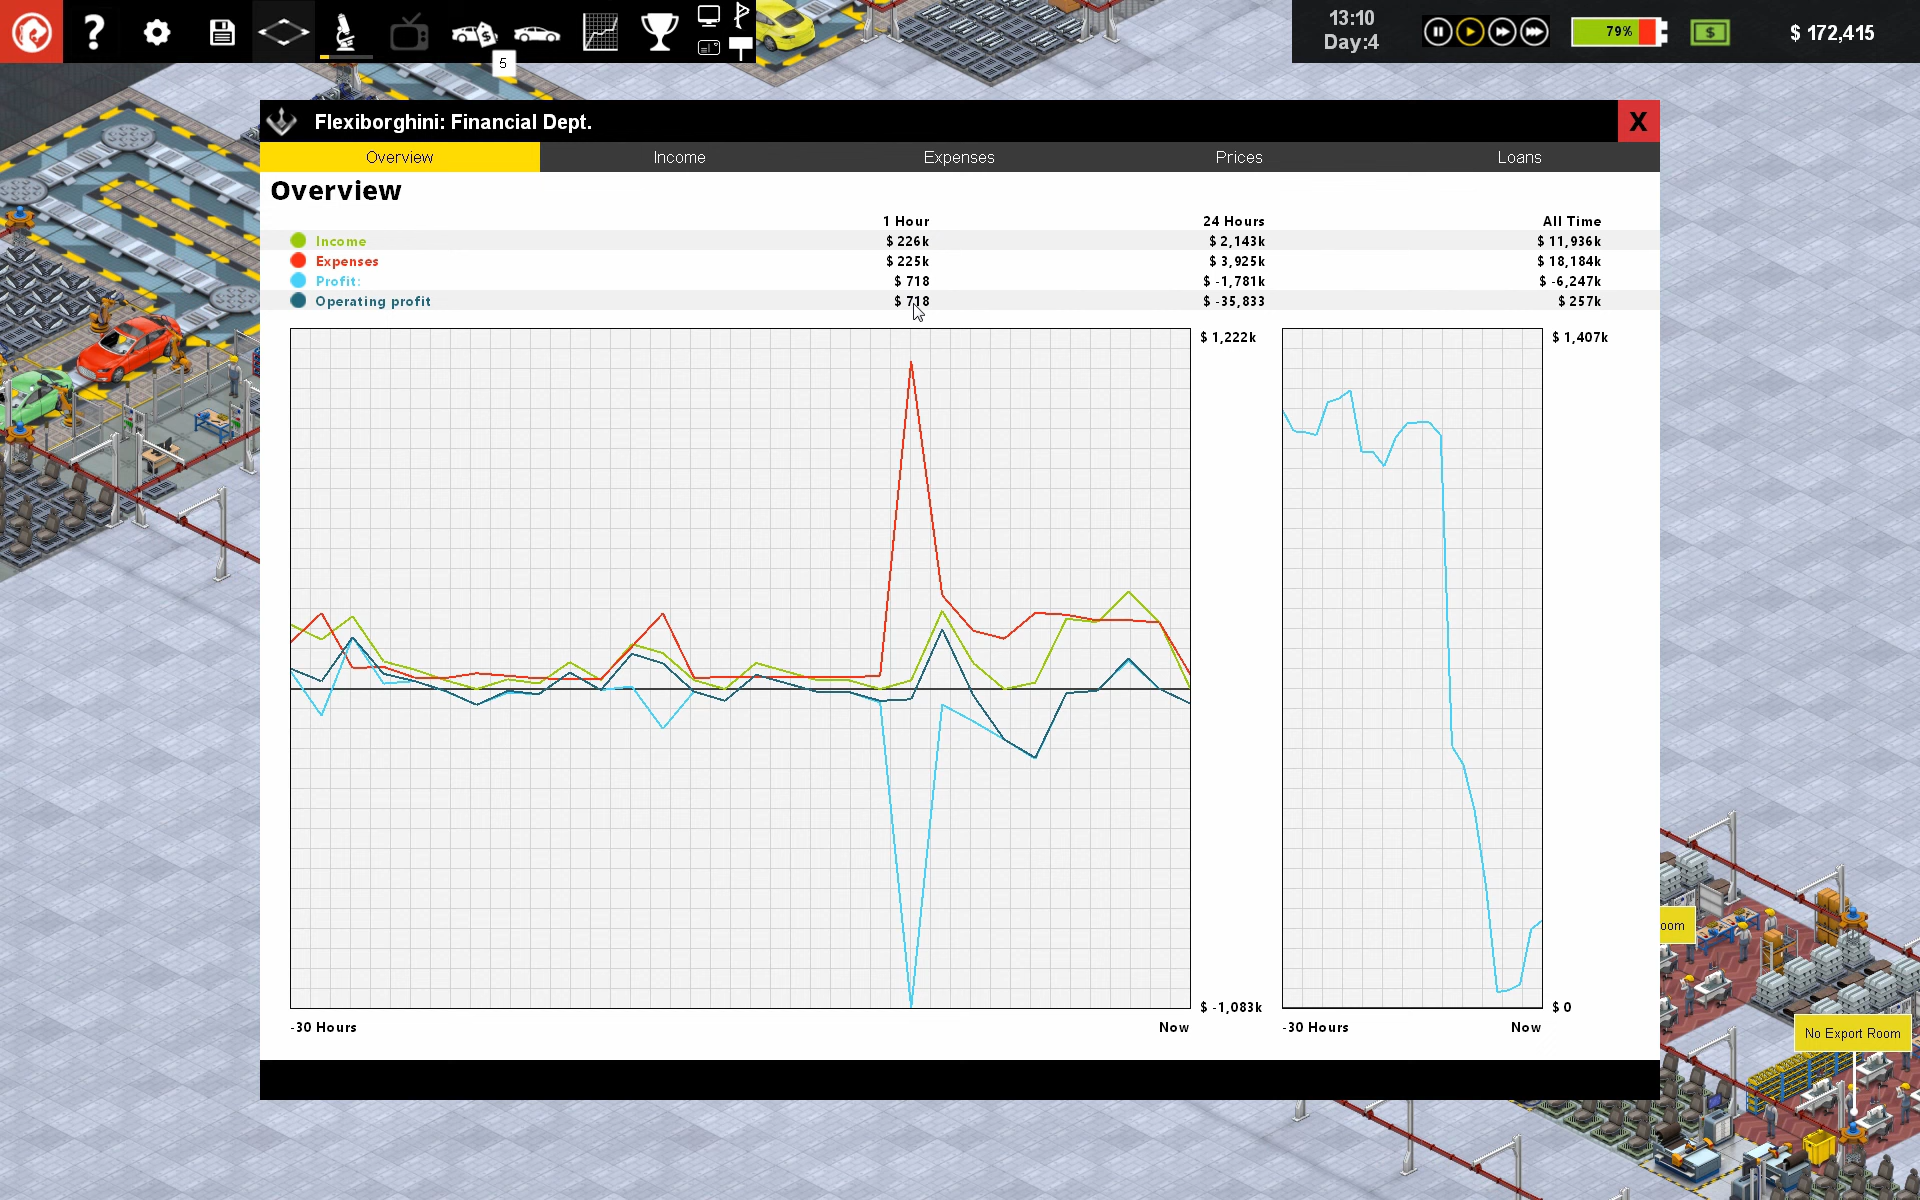 13:10
Day:4
79%
$ 172,415
5
Flexiborghini: Financial Dept.
X
Overview Income Expenses Prices Loans
Overview
1 Hour 24 Hours All Time
Income $ 226k $ 2,143k $ 11,936k
Expenses $ 225k $ 3,925k $ 18,184k
Profit: $ 718 $ -1,781k $ -6,247k
Operating profit $ 718 $ -35,833 $ 257k
$ 1,222k $ 1,407k
oom
$ -1,083k $ 0
-30 Hours Now -30 Hours Now
No Export Room